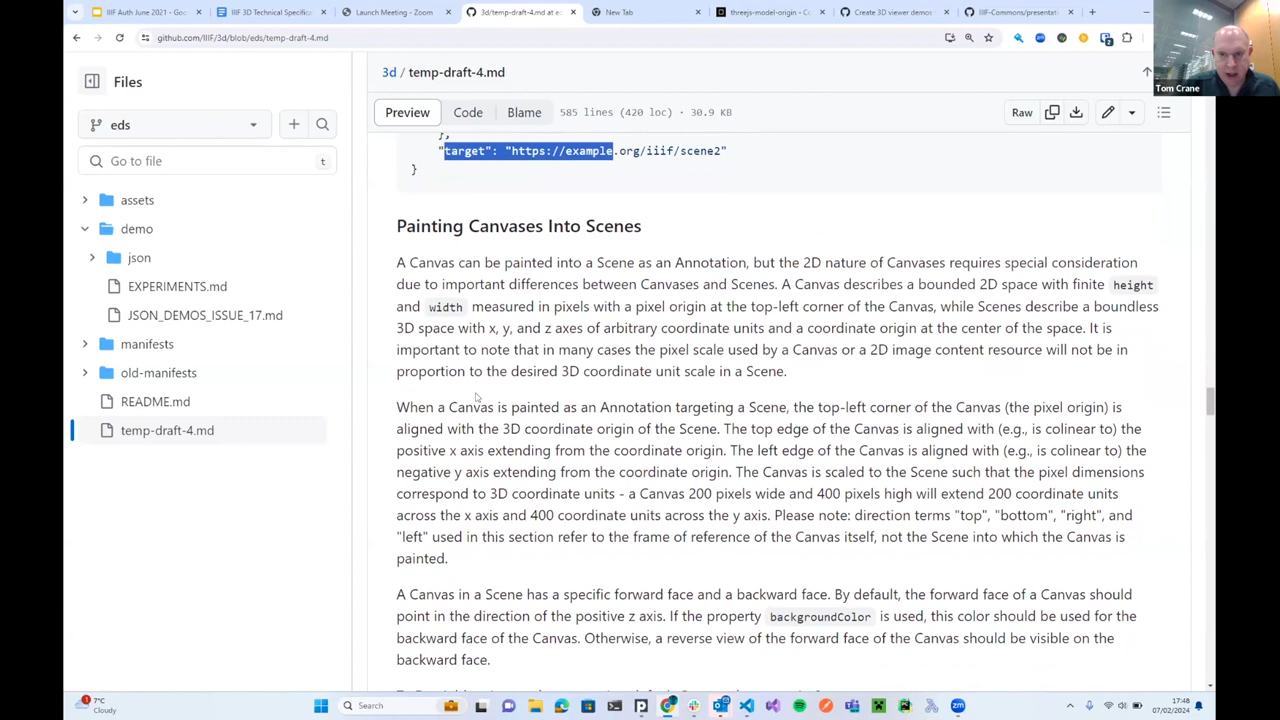 IIIF Auth June 2021 - Goo
IIIF 3D Technical Specific
Launch Meeting - Zoom
3d/temp-draft-4.md at e
New Tab
threejs-model-origin - Co
Create 3D viewer demos
IIIF-Commons/presentat
github.com/IIIF/3d/blob/eds/temp-draft-4.md
Tom Crane
Files
3d / temp-draft-4.md
Preview
Code
Blame
585 lines (420 loc) · 30.9 KB
Raw
eds
Go to file
t
assets
demo
json
EXPERIMENTS.md
JSON_DEMOS_ISSUE_17.md
manifests
old-manifests
README.md
temp-draft-4.md
},
"target": "https://example.org/iiif/scene2"
}
Painting Canvases Into Scenes
A Canvas can be painted into a Scene as an Annotation, but the 2D nature of Canvases requires special consideration
due to important differences between Canvases and Scenes. A Canvas describes a bounded 2D space with finite height
and width measured in pixels with a pixel origin at the top-left corner of the Canvas, while Scenes describe a boundless
3D space with x, y, and z axes of arbitrary coordinate units and a coordinate origin at the center of the space. It is
important to note that in many cases the pixel scale used by a Canvas or a 2D image content resource will not be in
proportion to the desired 3D coordinate unit scale in a Scene.
When a Canvas is painted as an Annotation targeting a Scene, the top-left corner of the Canvas (the pixel origin) is
aligned with the 3D coordinate origin of the Scene. The top edge of the Canvas is aligned with (e.g., is colinear to) the
positive x axis extending from the coordinate origin. The left edge of the Canvas is aligned with (e.g., is colinear to) the
negative y axis extending from the coordinate origin. The Canvas is scaled to the Scene such that the pixel dimensions
correspond to 3D coordinate units - a Canvas 200 pixels wide and 400 pixels high will extend 200 coordinate units
across the x axis and 400 coordinate units across the y axis. Please note: direction terms "top", "bottom", "right", and
"left" used in this section refer to the frame of reference of the Canvas itself, not the Scene into which the Canvas is
painted.
A Canvas in a Scene has a specific forward face and a backward face. By default, the forward face of a Canvas should
point in the direction of the positive z axis. If the property backgroundColor is used, this color should be used for the
backward face of the Canvas. Otherwise, a reverse view of the forward face of the Canvas should be visible on the
backward face.
7°C
Cloudy
Search
17:48
07/02/2024